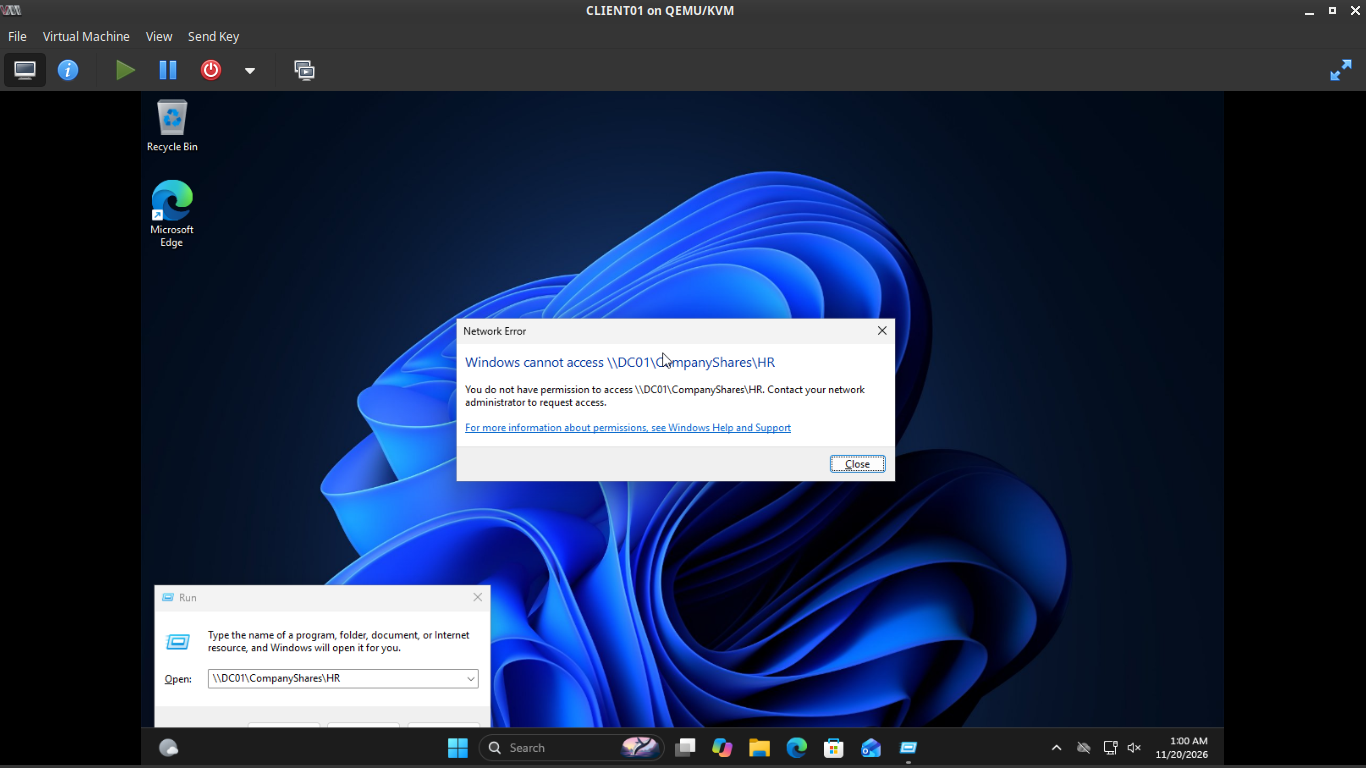 CLIENT01 on QEMU/KVM
File Virtual Machine View Send Key
Recycle Bin
Microsoft
Edge
Network Error
Windows cannot access \\DC01\CompanyShares\HR
You do not have permission to access \\DC01\CompanyShares\HR. Contact your network
administrator to request access.
For more information about permissions, see Windows Help and Support
Close
Run
Type the name of a program, folder, document, or Internet
resource, and Windows will open it for you.
Open: \\DC01\CompanyShares\HR
Search
1:00 AM
11/20/2026